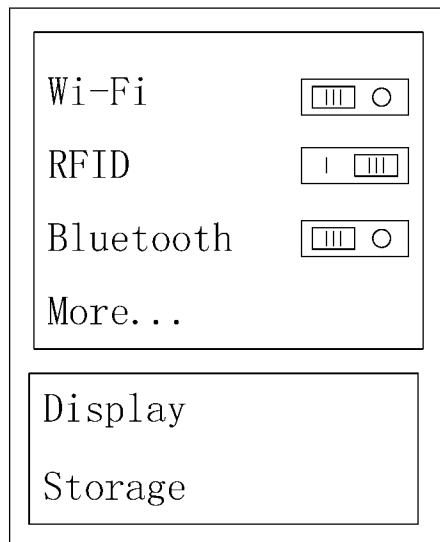 Wi-Fi
RFID
Bluetooth
More...
Display
Storage